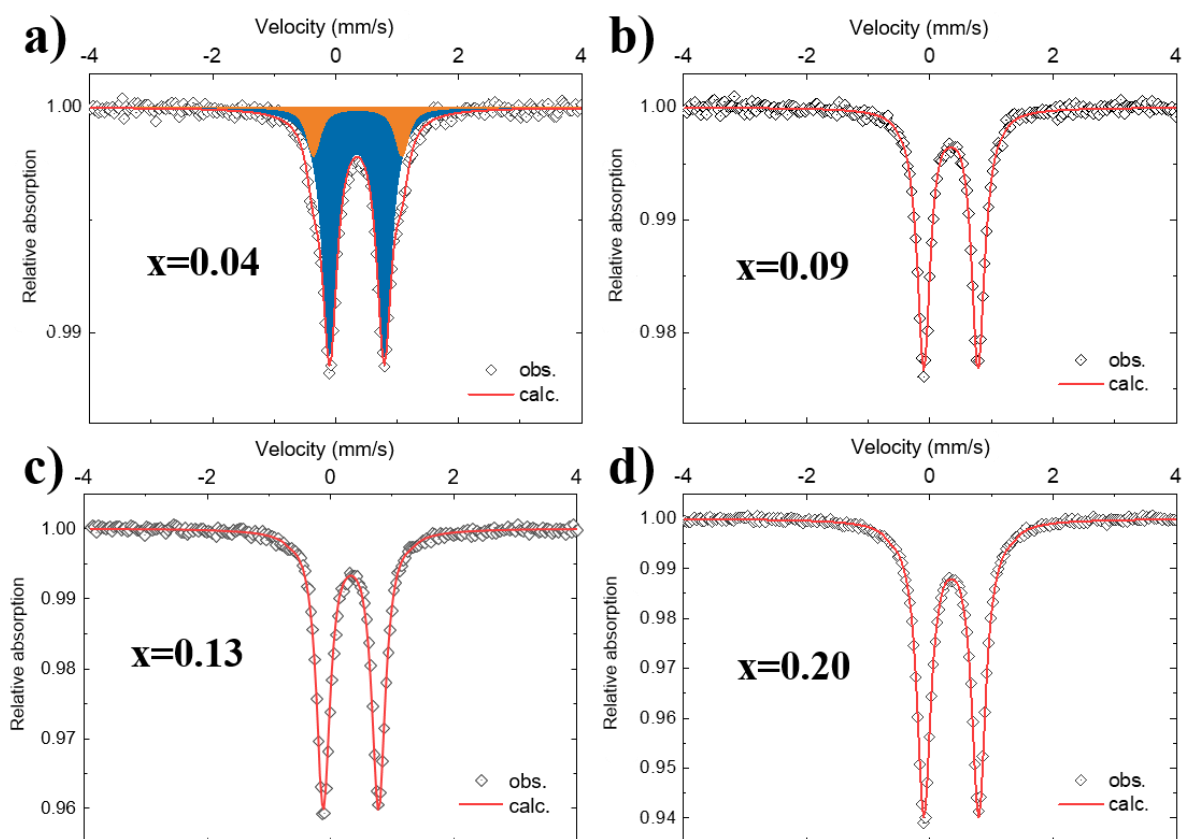 a)
Velocity (mm/s)
-4 -2 0 2 4
1.00
0.99
Relative absorption
x=0.04
obs.
calc.
b)
Velocity (mm/s)
-4 -2 0 2 4
1.00
0.99
0.98
Relative absorption
x=0.09
obs.
calc.
c)
Velocity (mm/s)
-4 -2 0 2 4
1.00
0.99
0.98
0.97
0.96
Relative absorption
x=0.13
obs.
calc.
d)
Velocity (mm/s)
-4 -2 0 2 4
1.00
0.99
0.98
0.97
0.96
0.95
0.94
Relative absorption
x=0.20
obs.
calc.